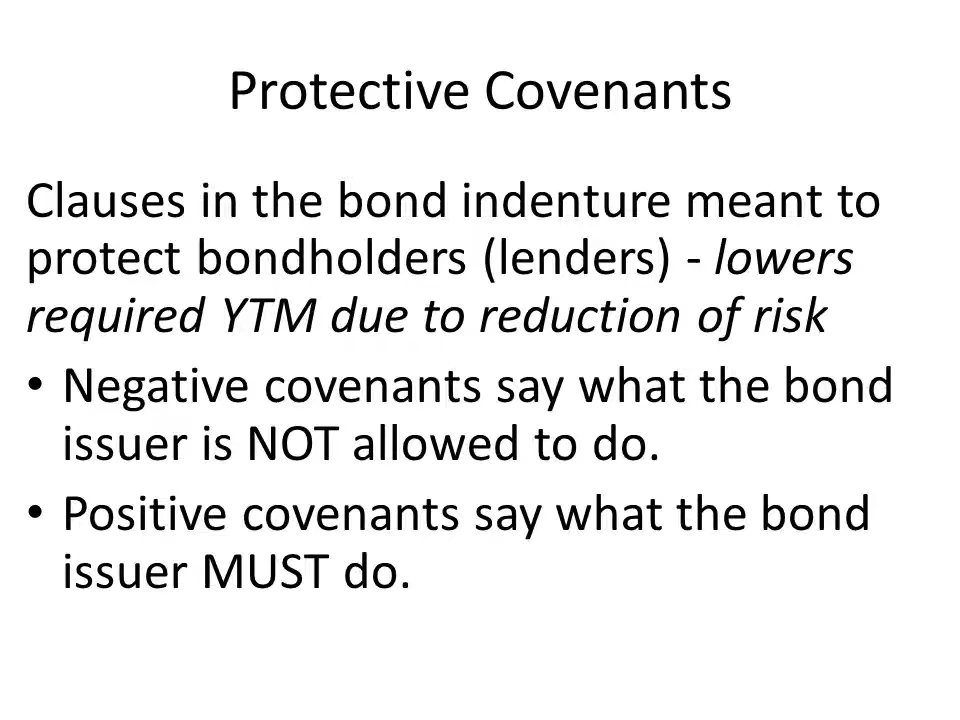 Protective Covenants
Clauses in the bond indenture meant to
protect bondholders (lenders) - lowers
required YTM due to reduction of risk
• Negative covenants say what the bond
issuer is NOT allowed to do.
• Positive covenants say what the bond
issuer MUST do.